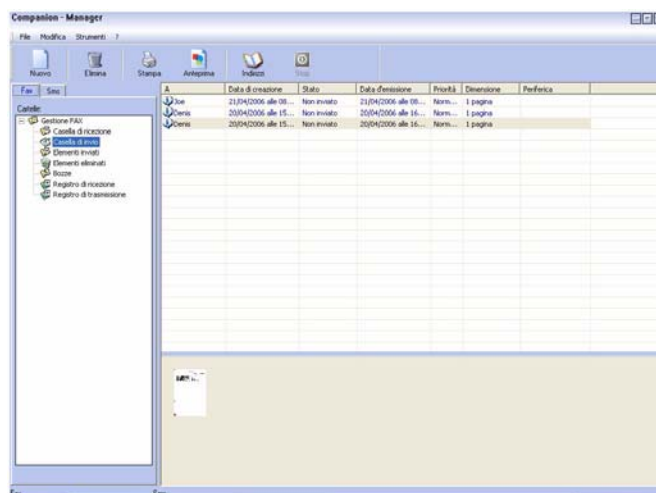 Companion - Manager
File Modifica Strumenti ?
Nuovo Elimina Stampa Anteprima Indirizzi Stop
Fax Sms
A Data di creazione Stato Data d'emissione Priorità Dimensione Periferica
Joe 21/04/2006 alle 08... Non inviato 21/04/2006 alle 08... Norm... 1 pagina
Denis 20/04/2006 alle 15... Non inviato 20/04/2006 alle 16... Norm... 1 pagina
Denis 20/04/2006 alle 15... Non inviato 20/04/2006 alle 16... Norm... 1 pagina
Cartelle:
Gestione FAX
Casella di ricezione
Casella di invio
Elementi inviati
Elementi eliminati
Bozze
Registro di ricezione
Registro di trasmissione